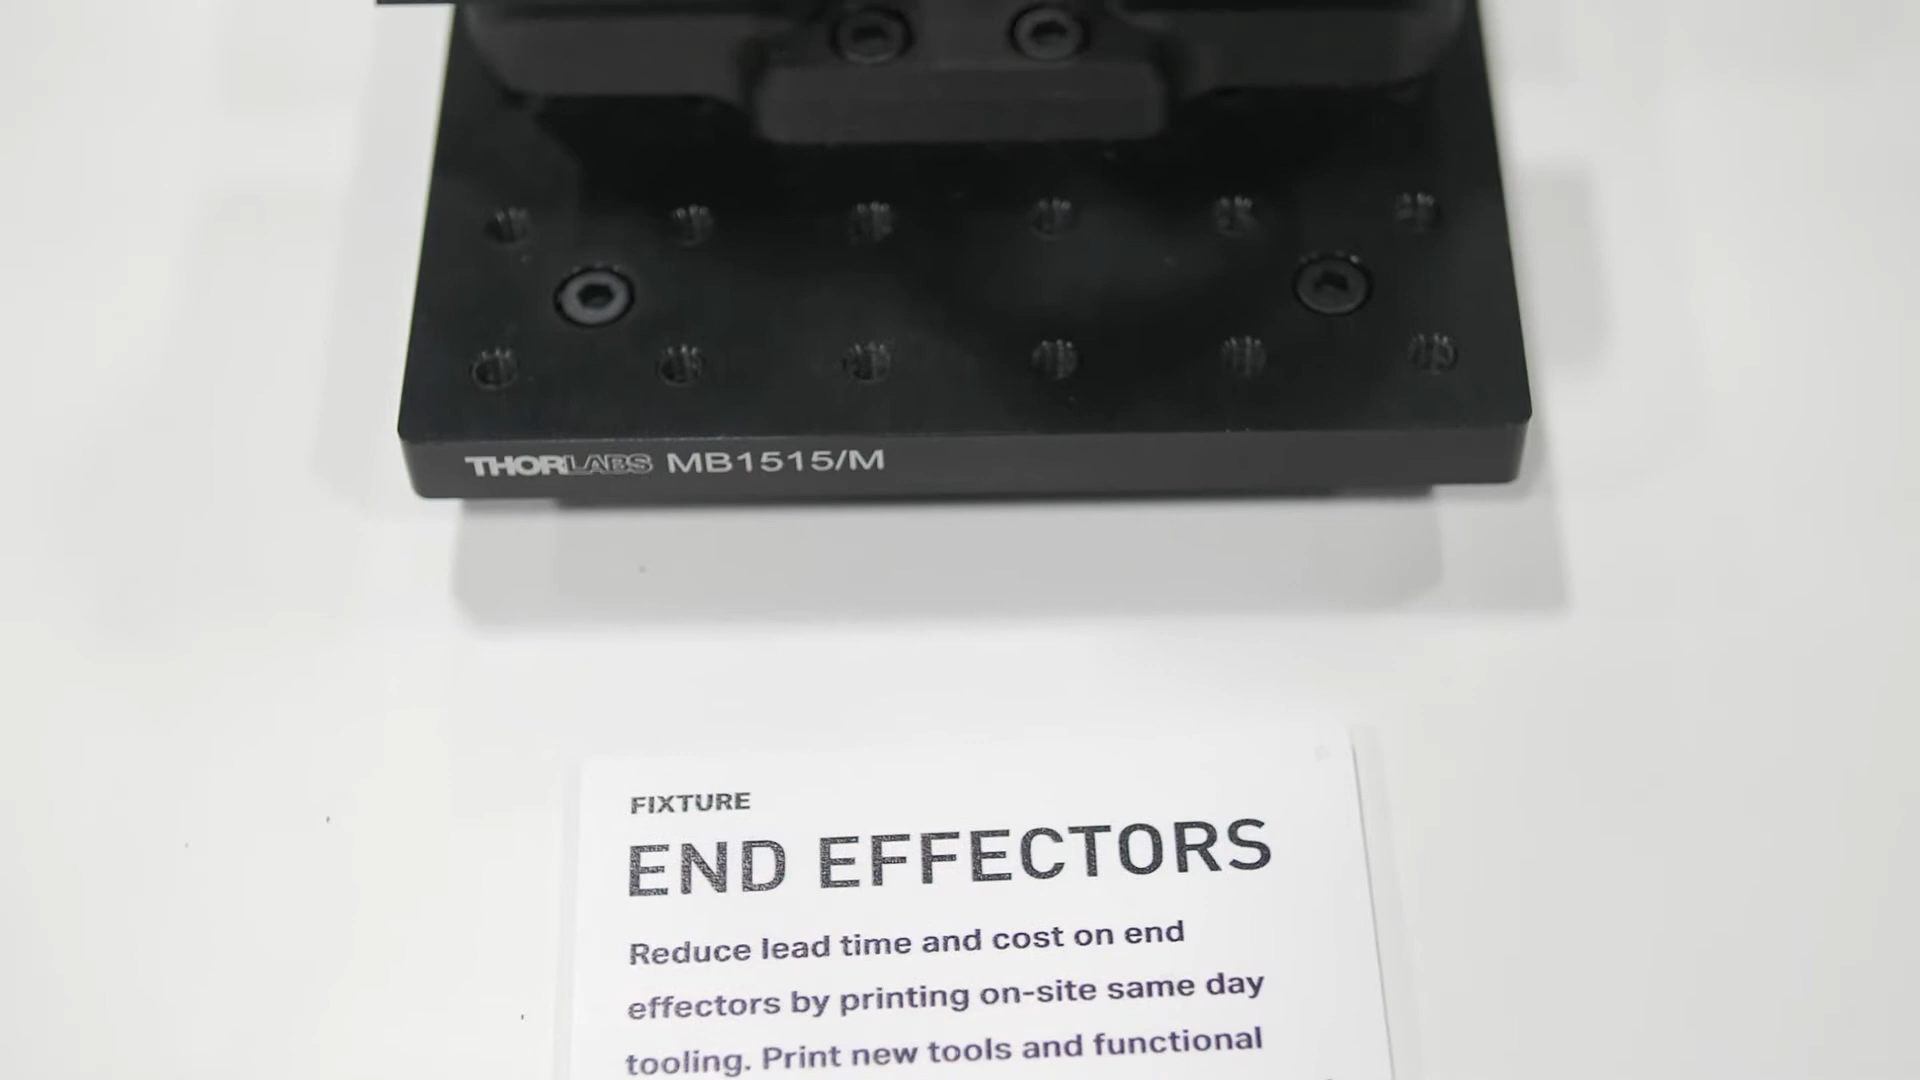 THORLABS MB1515/M
FIXTURE
END EFFECTORS
Reduce lead time and cost on end
effectors by printing on-site same day
tooling. Print new tools and functional